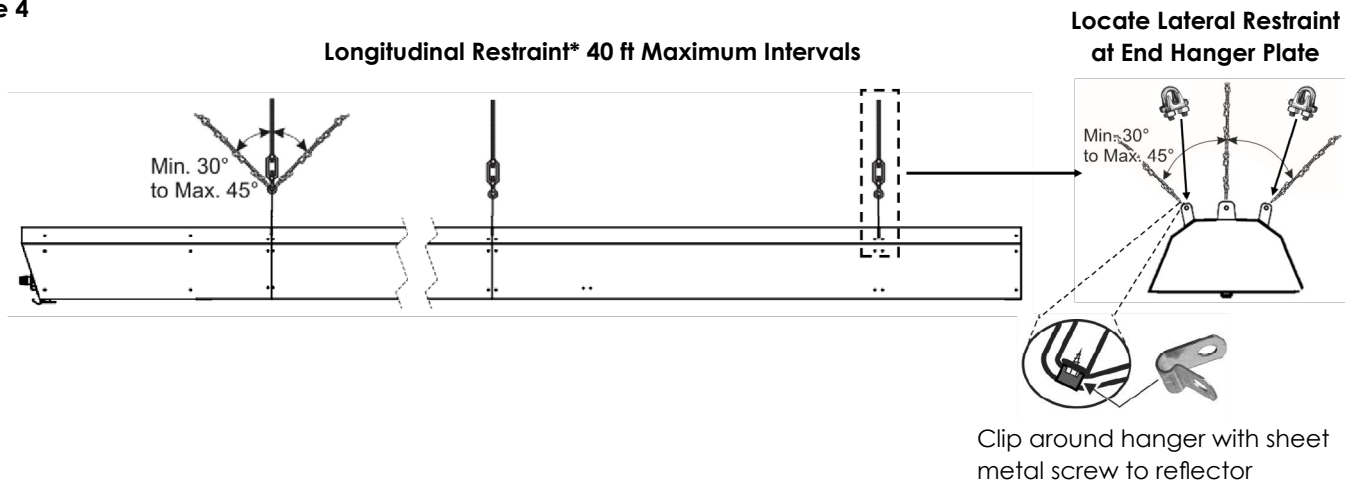 e 4
Longitudinal Restraint* 40 ft Maximum Intervals
Locate Lateral Restraint
at End Hanger Plate
Min. 30°
to Max. 45°
Min. 30°
to Max. 45°
Clip around hanger with sheet
metal screw to reflector